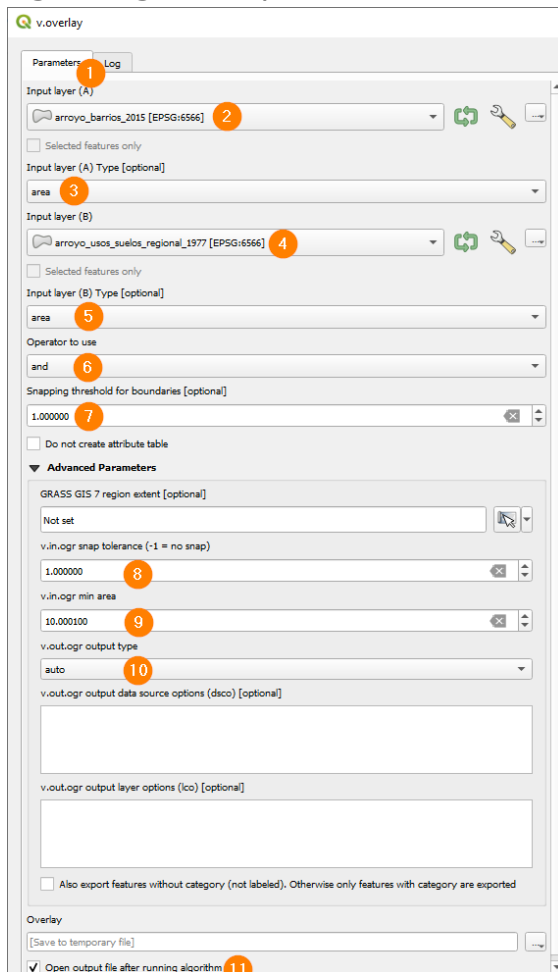 v.overlay
Parameters Log
1
Input layer (A)
arroyo_barrios_2015 [EPSG:6566] 2
Selected features only
Input layer (A) Type [optional]
area 3
Input layer (B)
arroyo_usos_suelos_regional_1977 [EPSG:6566] 4
Selected features only
Input layer (B) Type [optional]
area 5
Operator to use
and 6
Snapping threshold for boundaries [optional]
1.000000 7
Do not create attribute table
Advanced Parameters
GRASS GIS 7 region extent [optional]
Not set
v.in.ogr snap tolerance (-1 = no snap)
1.000000 8
v.in.ogr min area
10.000100 9
v.out.ogr output type
auto 10
v.out.ogr output data source options (dsco) [optional]
v.out.ogr output layer options (lco) [optional]
Also export features without category (not labeled). Otherwise only features with category are exported
Overlay
[Save to temporary file]
Open output file after running algorithm 11